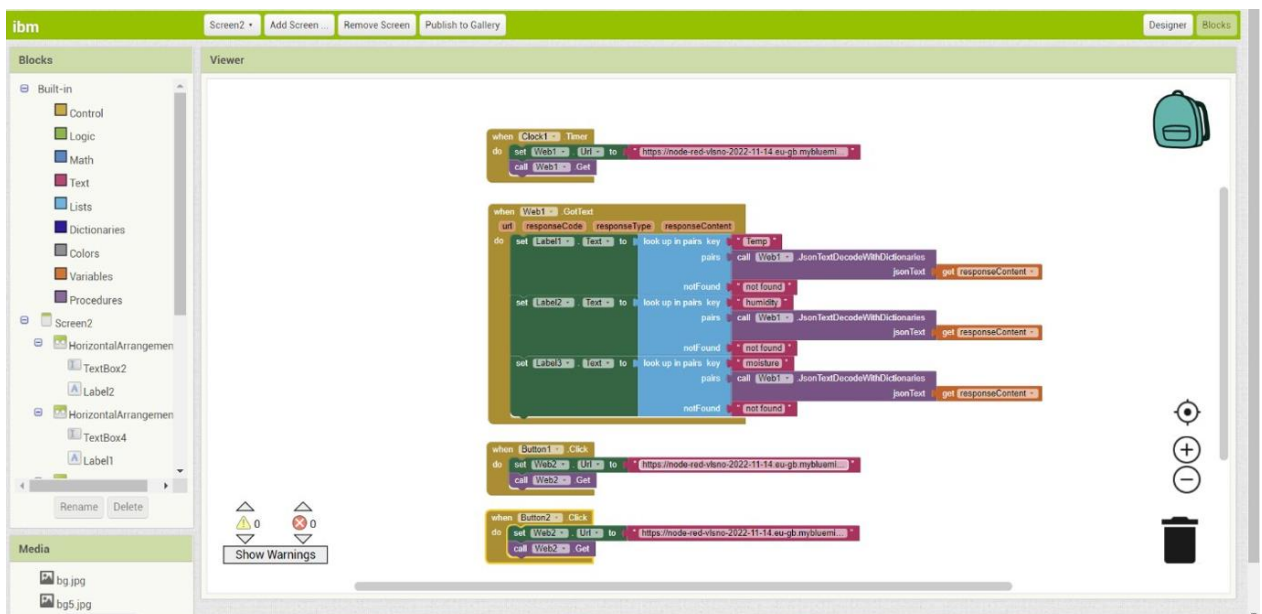 ibm
Screen2
Add Screen ...
Remove Screen
Publish to Gallery
Designer
Blocks
Blocks
Built-in
Control
Logic
Math
Text
Lists
Dictionaries
Colors
Variables
Procedures
Screen2
HorizontalArrangemen
TextBox2
Label2
HorizontalArrangemen
TextBox4
Label1
Rename Delete
Media
bg.jpg
bg5.jpg
Viewer
when Clock1 .Timer
do set Web1 . Url to " https://node-red-vlsno-2022-11-14.eu-gb.mybluemi... "
call Web1 .Get
when Web1 .GotText
url responseCode responseType responseContent
do set Label1 . Text to look up in pairs key " Temp "
pairs call Web1 .JsonTextDecodeWithDictionaries
jsonText get responseContent
notFound " not found "
set Label2 . Text to look up in pairs key " humidity "
pairs call Web1 .JsonTextDecodeWithDictionaries
jsonText get responseContent
notFound " not found "
set Label3 . Text to look up in pairs key " moisture "
pairs call Web1 .JsonTextDecodeWithDictionaries
jsonText get responseContent
notFound " not found "
when Button1 .Click
do set Web2 . Url to " https://node-red-vlsno-2022-11-14.eu-gb.mybluemi... "
call Web2 .Get
when Button2 .Click
do set Web2 . Url to " https://node-red-vlsno-2022-11-14.eu-gb.mybluemi... "
call Web2 .Get
0 0
Show Warnings